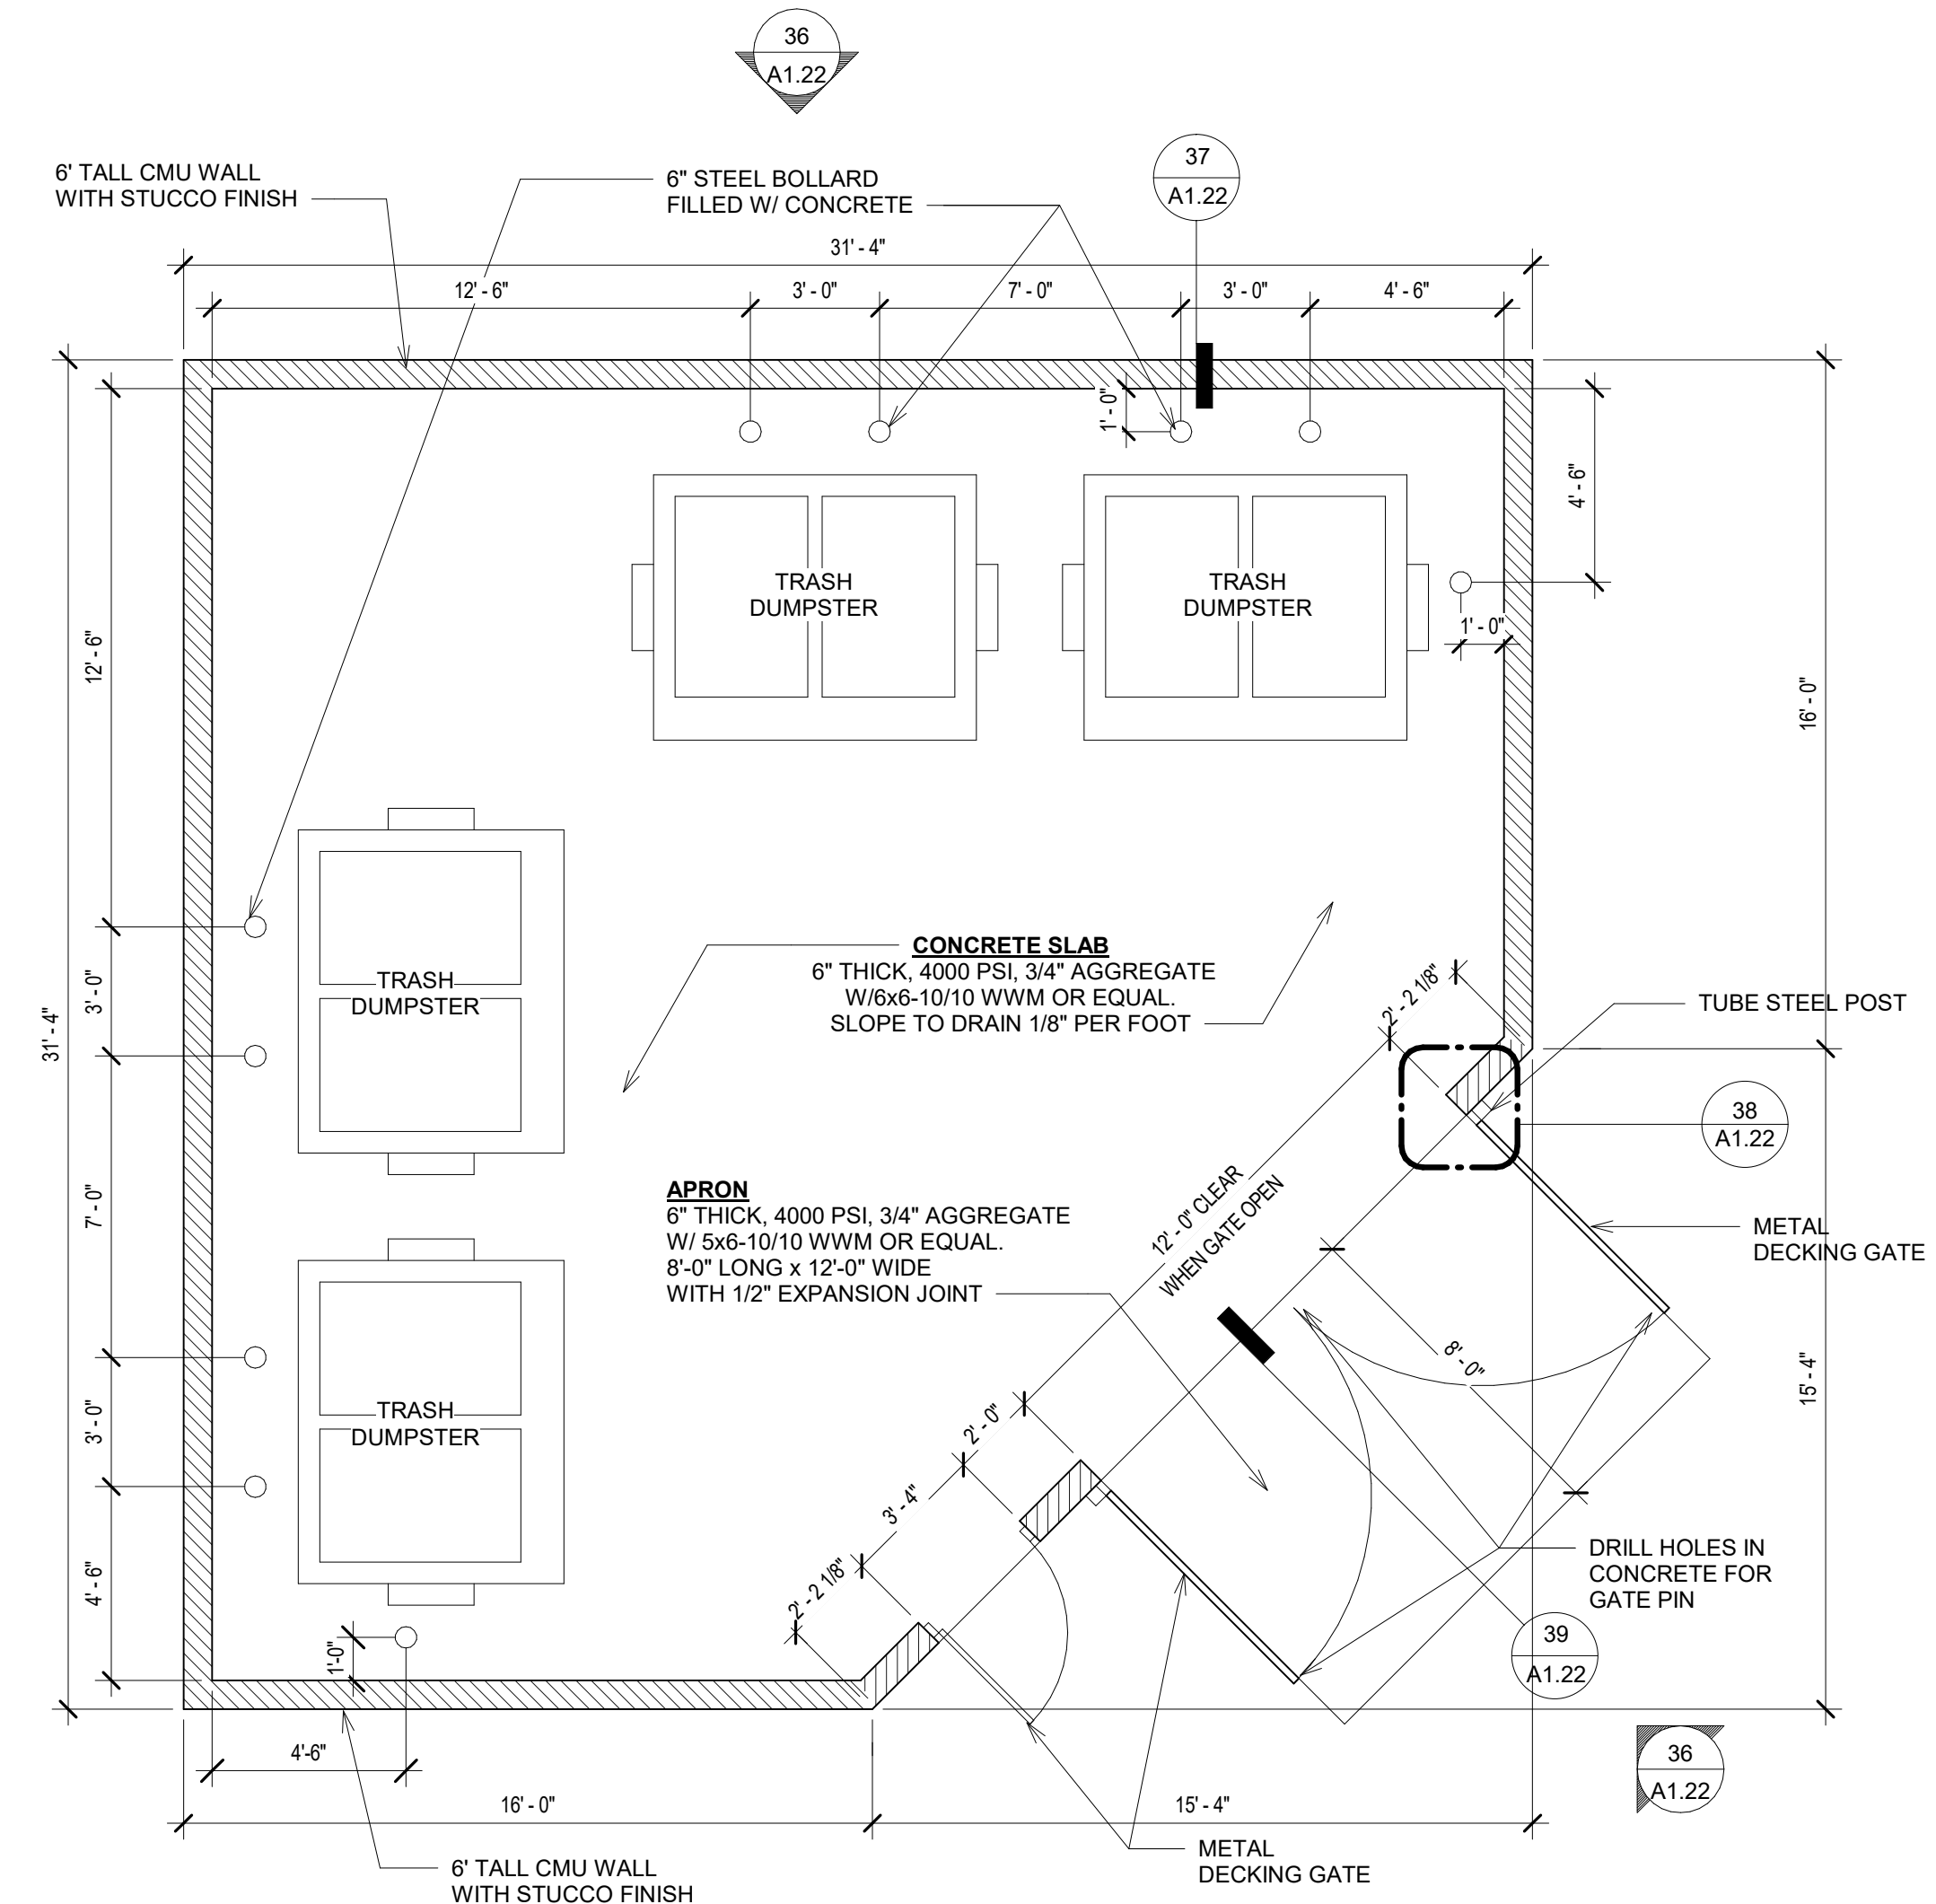 36
A1.22
37
A1.22
6' TALL CMU WALL
WITH STUCCO FINISH
6" STEEL BOLLARD
FILLED W/ CONCRETE
31' - 4"
12' - 6"
3' - 0"
7' - 0"
3' - 0"
4' - 6"
1' - 0"
4' - 6"
1' - 0"
TRASH
DUMPSTER
TRASH
DUMPSTER
12' - 6"
16' - 0"
TRASH
DUMPSTER
3' - 0"
31' - 4"
CONCRETE SLAB
6" THICK, 4000 PSI, 3/4" AGGREGATE
W/6x6-10/10 WWM OR EQUAL.
SLOPE TO DRAIN 1/8" PER FOOT
2' - 2 1/8"
TUBE STEEL POST
38
A1.22
7' - 0"
APRON
6" THICK, 4000 PSI, 3/4" AGGREGATE
W/ 5x6-10/10 WWM OR EQUAL.
8'-0" LONG x 12'-0" WIDE
WITH 1/2" EXPANSION JOINT
12' - 0" CLEAR
WHEN GATE OPEN
METAL
DECKING GATE
8' - 0"
15' - 4"
TRASH
DUMPSTER
3' - 0"
2' - 0"
3' - 4"
2' - 2 1/8"
4' - 6"
1'-0"
DRILL HOLES IN
CONCRETE FOR
GATE PIN
39
A1.22
36
A1.22
4'-6"
16' - 0"
15' - 4"
6' TALL CMU WALL
WITH STUCCO FINISH
METAL
DECKING GATE